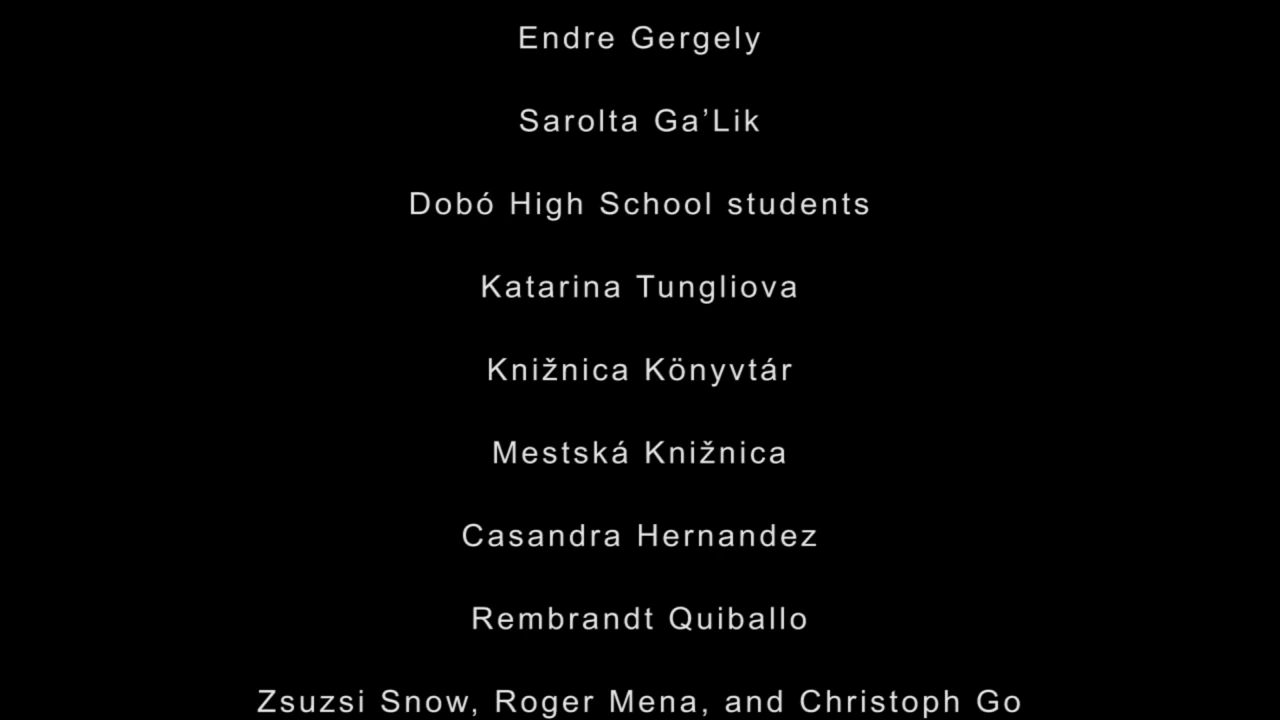 Endre Gergely
Sarolta Ga’Lik
Dobó High School students
Katarina Tungliova
Knižnica Könyvtár
Mestská Knižnica
Casandra Hernandez
Rembrandt Quiballo
Zsuzsi Snow, Roger Mena, and Christoph Go